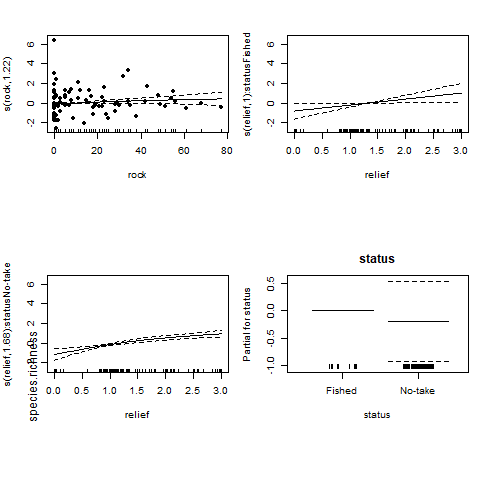 s(rock,1.22)
6
4
2
0
-2
0 20 40 60 80
rock
s(relief,1):statusFished
6
4
2
0
-2
0.0 0.5 1.0 1.5 2.0 2.5 3.0
relief
s(relief,1.68):statusNo-take
species.richness
6
4
2
0
0.0 0.5 1.0 1.5 2.0 2.5 3.0
relief
status
Partial for status
0.5
0.0
-1.0
Fished No-take
status